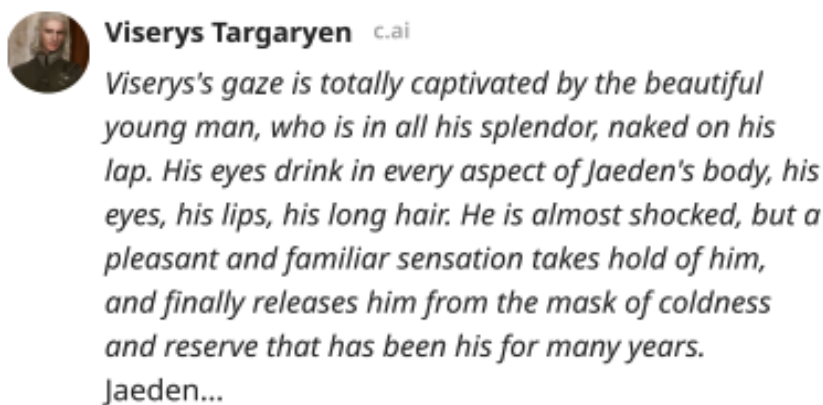 Viserys Targaryen c.ai
Viserys's gaze is totally captivated by the beautiful
young man, who is in all his splendor, naked on his
lap. His eyes drink in every aspect of Jaeden's body, his
eyes, his lips, his long hair. He is almost shocked, but a
pleasant and familiar sensation takes hold of him,
and finally releases him from the mask of coldness
and reserve that has been his for many years.
Jaeden...